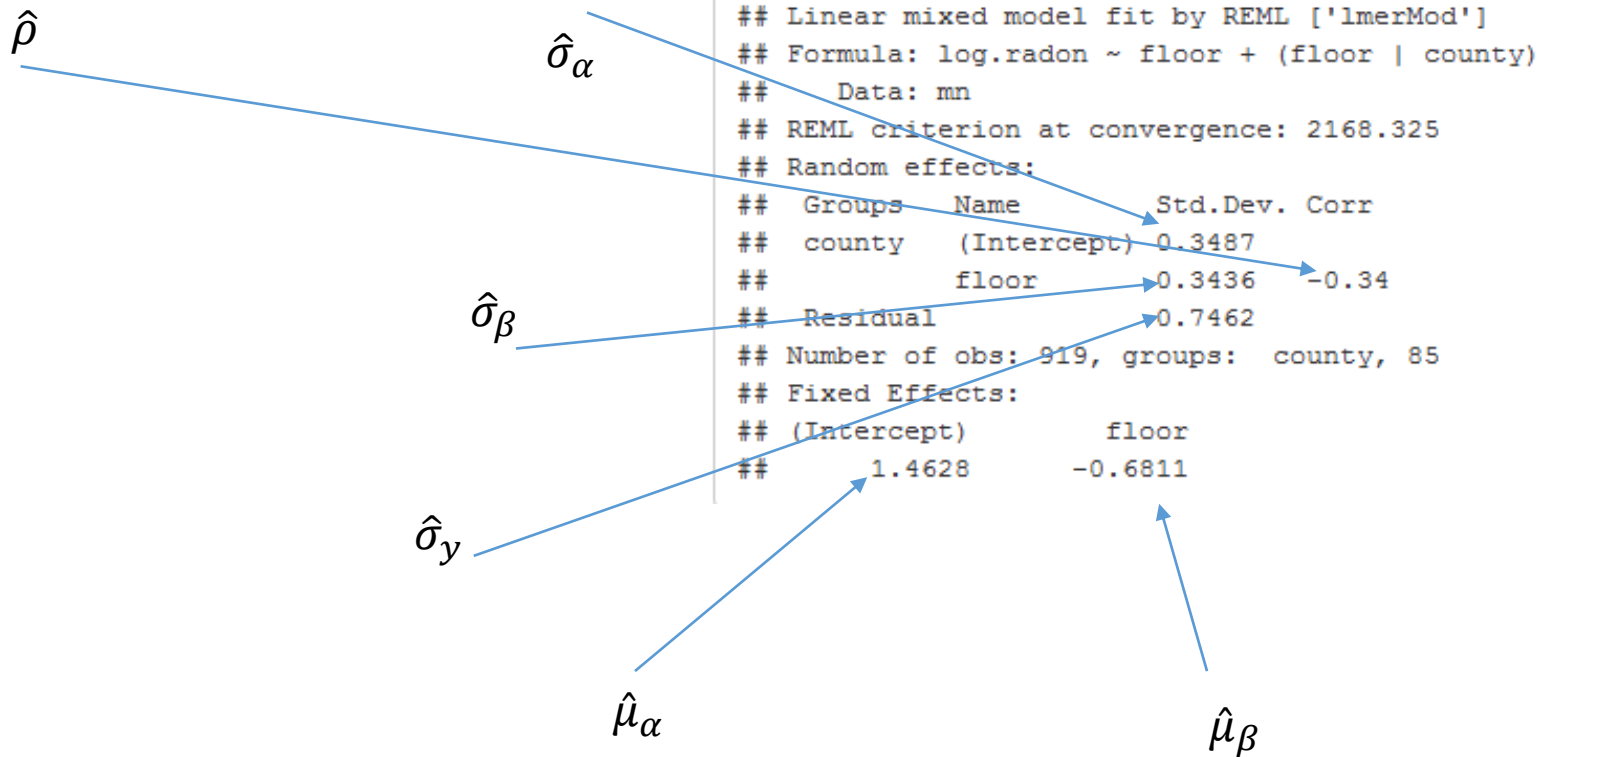 ρ̂
σ̂α
## Linear mixed model fit by REML ['lmerMod']
## Formula: log.radon ~ floor + (floor | county)
##    Data: mn
## REML criterion at convergence: 2168.325
## Random effects:
##  Groups   Name        Std.Dev. Corr
##  county   (Intercept) 0.3487
##           floor       0.3436   -0.34
##  Residual             0.7462
## Number of obs: 919, groups:  county, 85
## Fixed Effects:
## (Intercept)        floor
##      1.4628      -0.6811
σ̂β
σ̂y
μ̂α
μ̂β